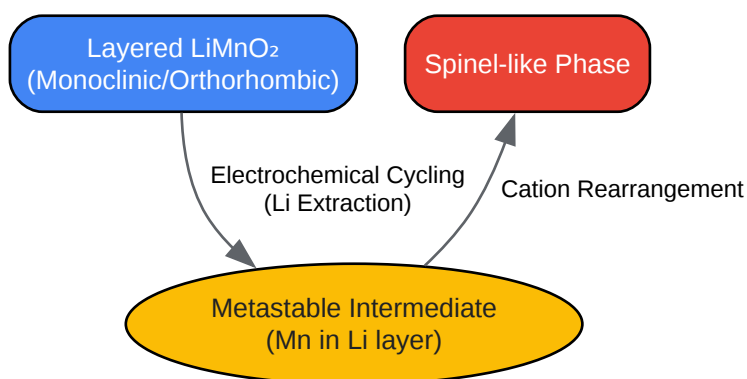 Layered LiMnO₂
(Monoclinic/Orthorhombic)
Spinel-like Phase
Electrochemical Cycling
(Li Extraction)
Cation Rearrangement
Metastable Intermediate
(Mn in Li layer)